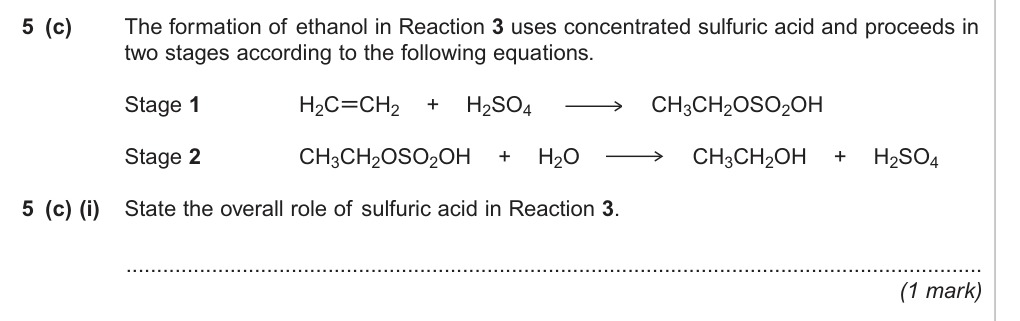 5 (c) The formation of ethanol in Reaction 3 uses concentrated sulfuric acid and proceeds in
two stages according to the following equations.
Stage 1 H₂C=CH₂ + H₂SO₄ ⟶ CH₃CH₂OSO₂OH
Stage 2 CH₃CH₂OSO₂OH + H₂O ⟶ CH₃CH₂OH + H₂SO₄
5 (c) (i) State the overall role of sulfuric acid in Reaction 3.
(1 mark)